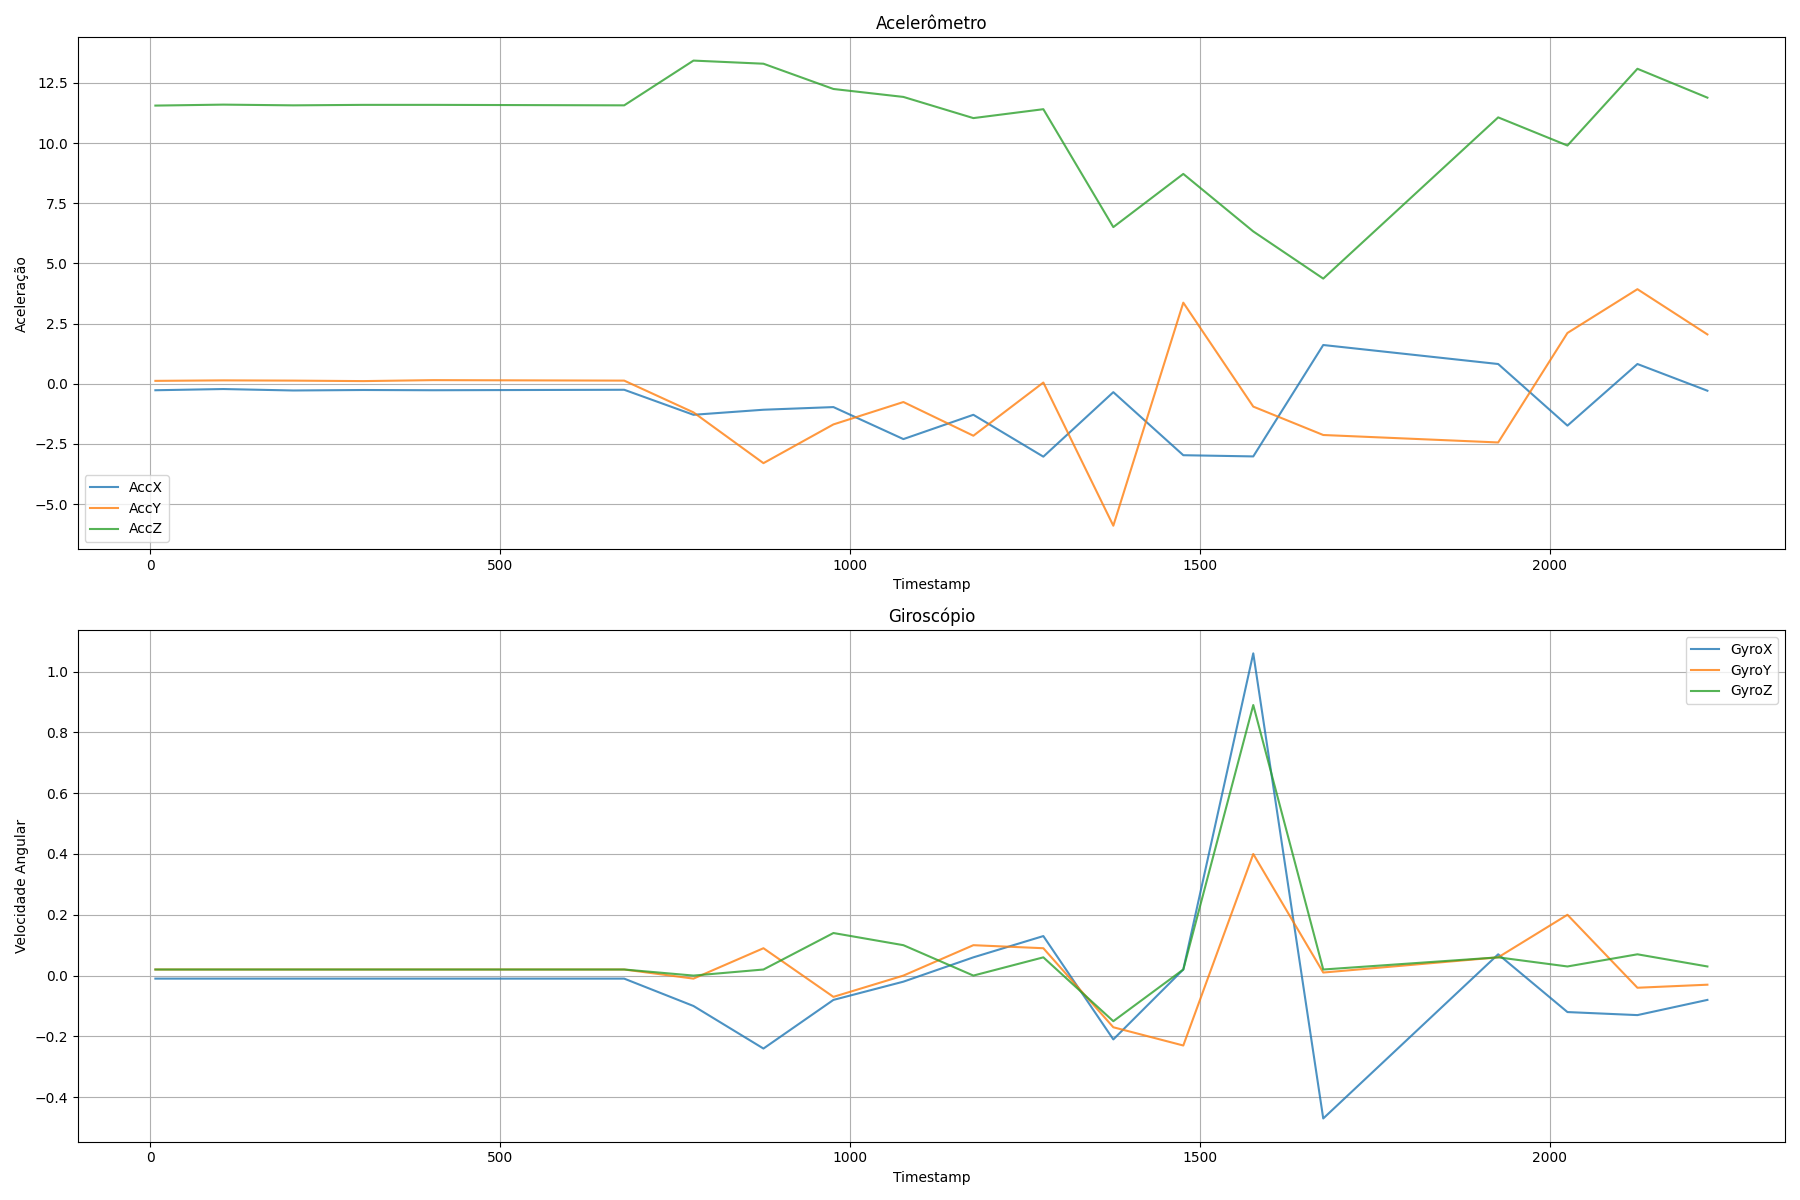 Acelerômetro
12.5
10.0
7.5
5.0
2.5
0.0
−2.5
−5.0
Aceleração
AccX
AccY
AccZ
0 500 1000 1500 2000
Timestamp
Giroscópio
1.0
0.8
0.6
0.4
0.2
0.0
−0.2
−0.4
Velocidade Angular
GyroX
GyroY
GyroZ
0 500 1000 1500 2000
Timestamp